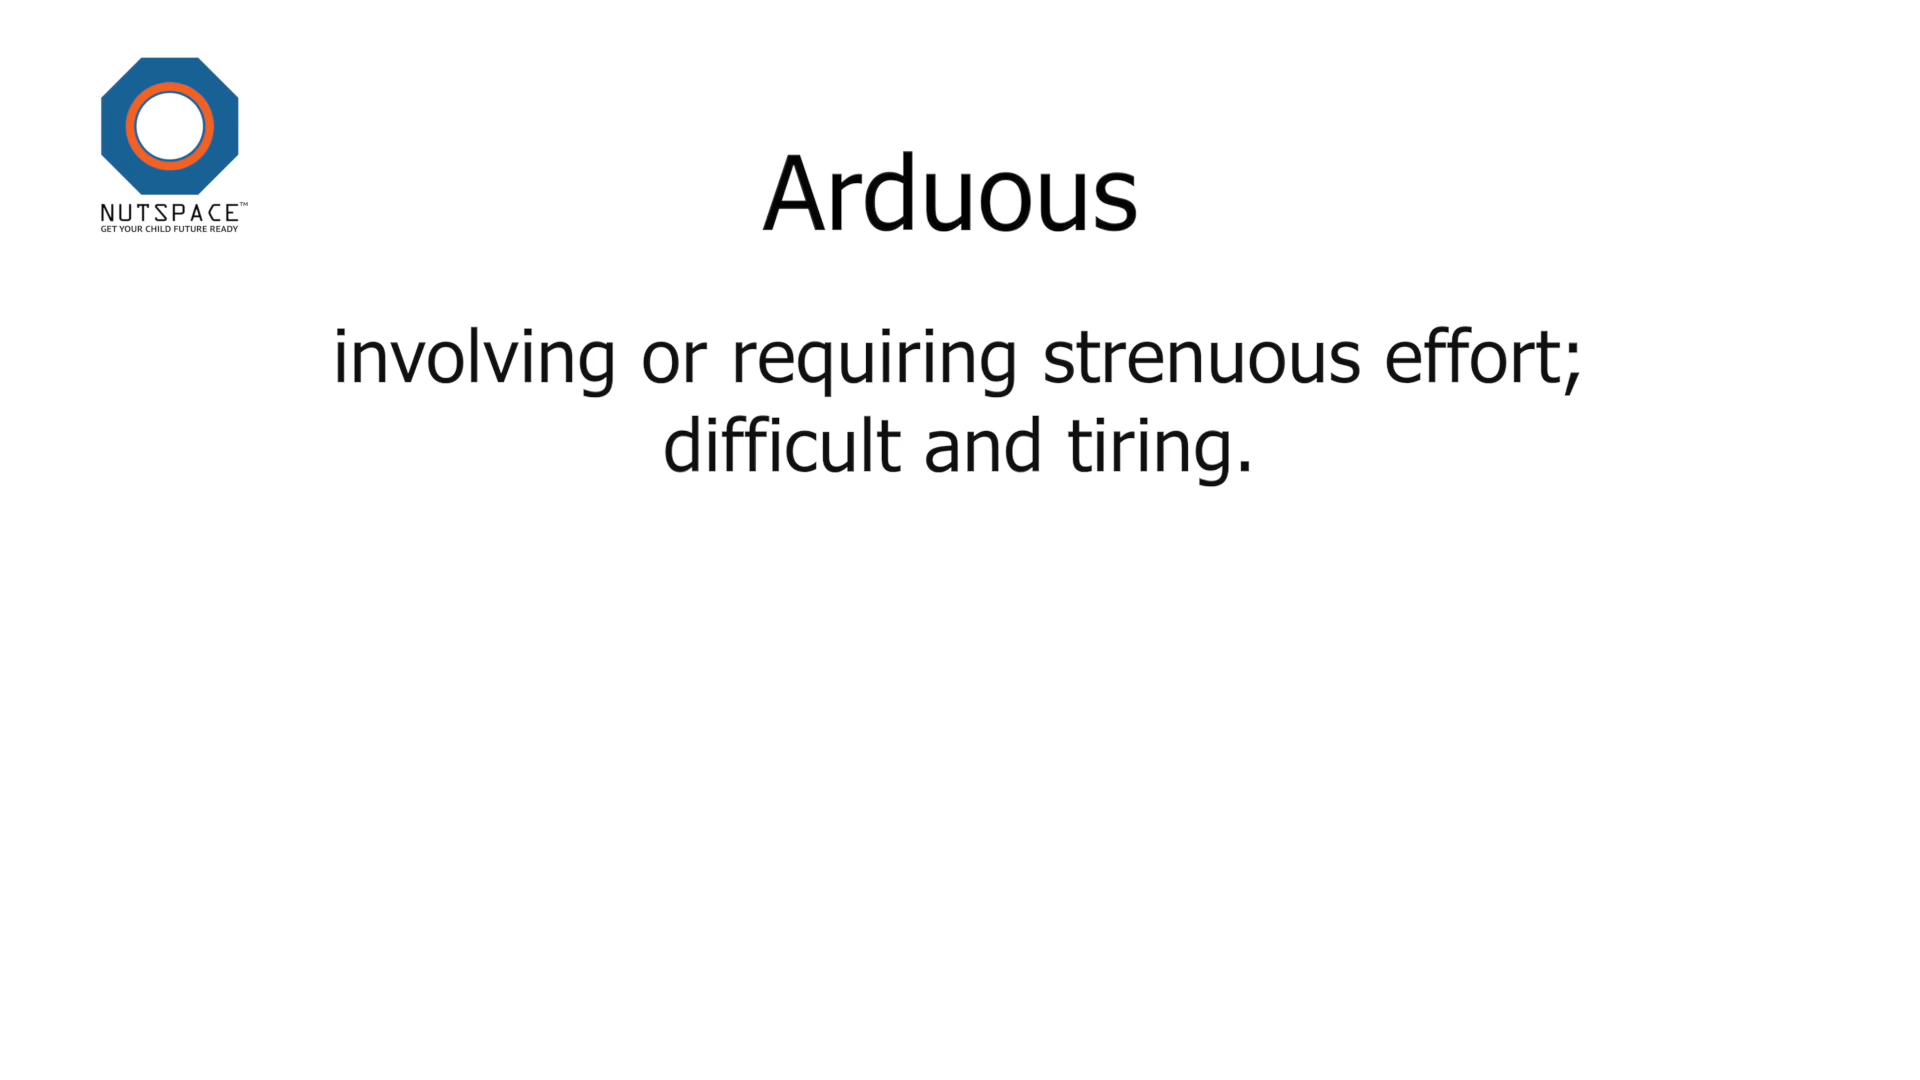 NUTSPACE™
GET YOUR CHILD FUTURE READY
Arduous
involving or requiring strenuous effort;
difficult and tiring.